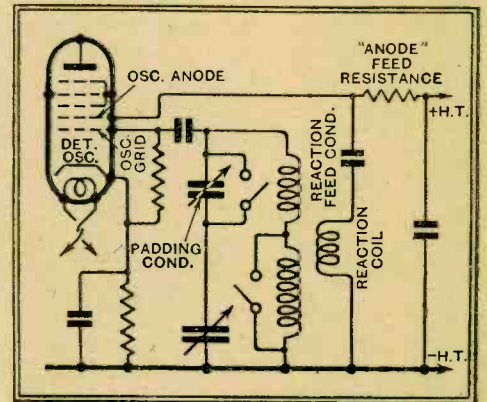 "ANODE"
FEED
RESISTANCE
OSC. ANODE
+H.T.
DET.
OSC.
OSC.
GRID
REACTION
FEED COND.
REACTION
COIL
PADDING
COND.
-H.T.